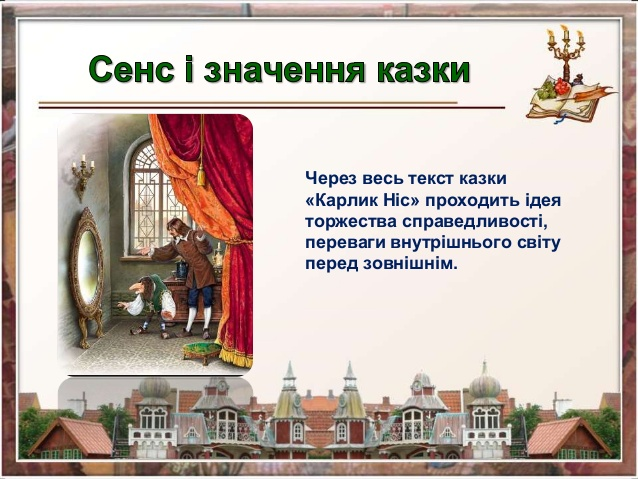 Сенс і значення казки
Через весь текст казки
«Карлик Ніс» проходить ідея
торжества справедливості,
переваги внутрішнього світу
перед зовнішнім.